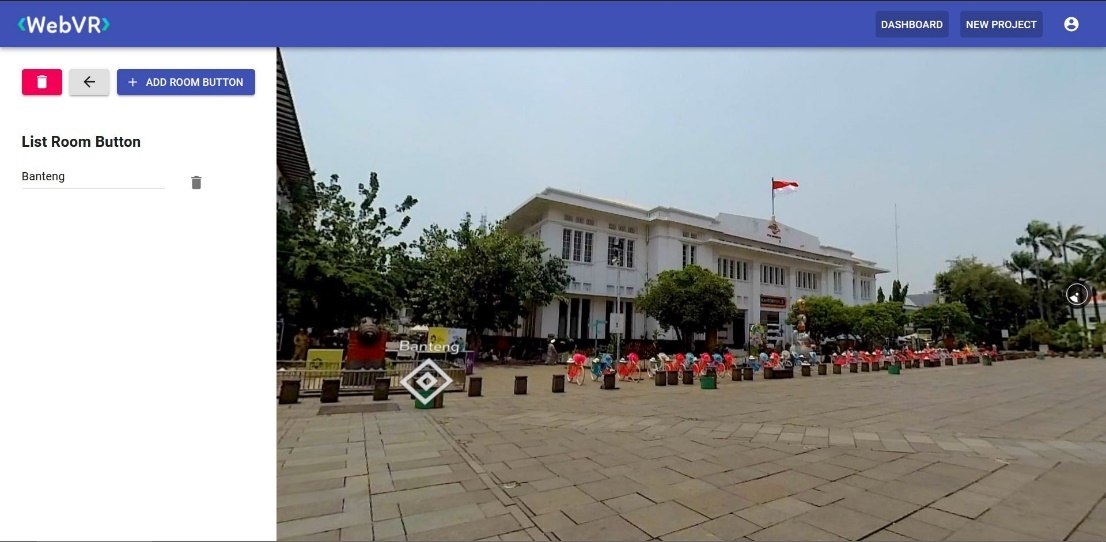 WebVR
DASHBOARD
NEW PROJECT
+ ADD ROOM BUTTON
List Room Button
Banteng
Banteng